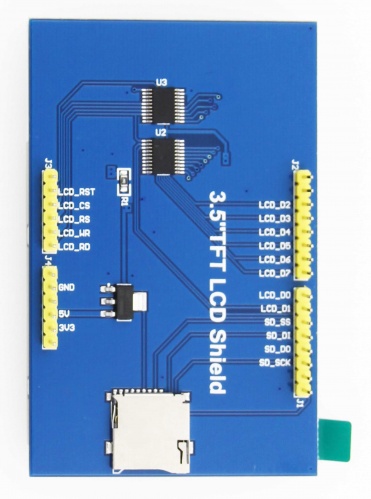 U3
U2
J3
LCD_RST
LCD_CS
LCD_RS
LCD_WR
LCD_RD
R1
J4
GND
5V
3V3
3.5"TFT LCD Shield
J2
LCD_D2
LCD_D3
LCD_D4
LCD_D5
LCD_D6
LCD_D7
LCD_D0
LCD_D1
SD_SS
SD_DI
SD_DO
SD_SCK
J1